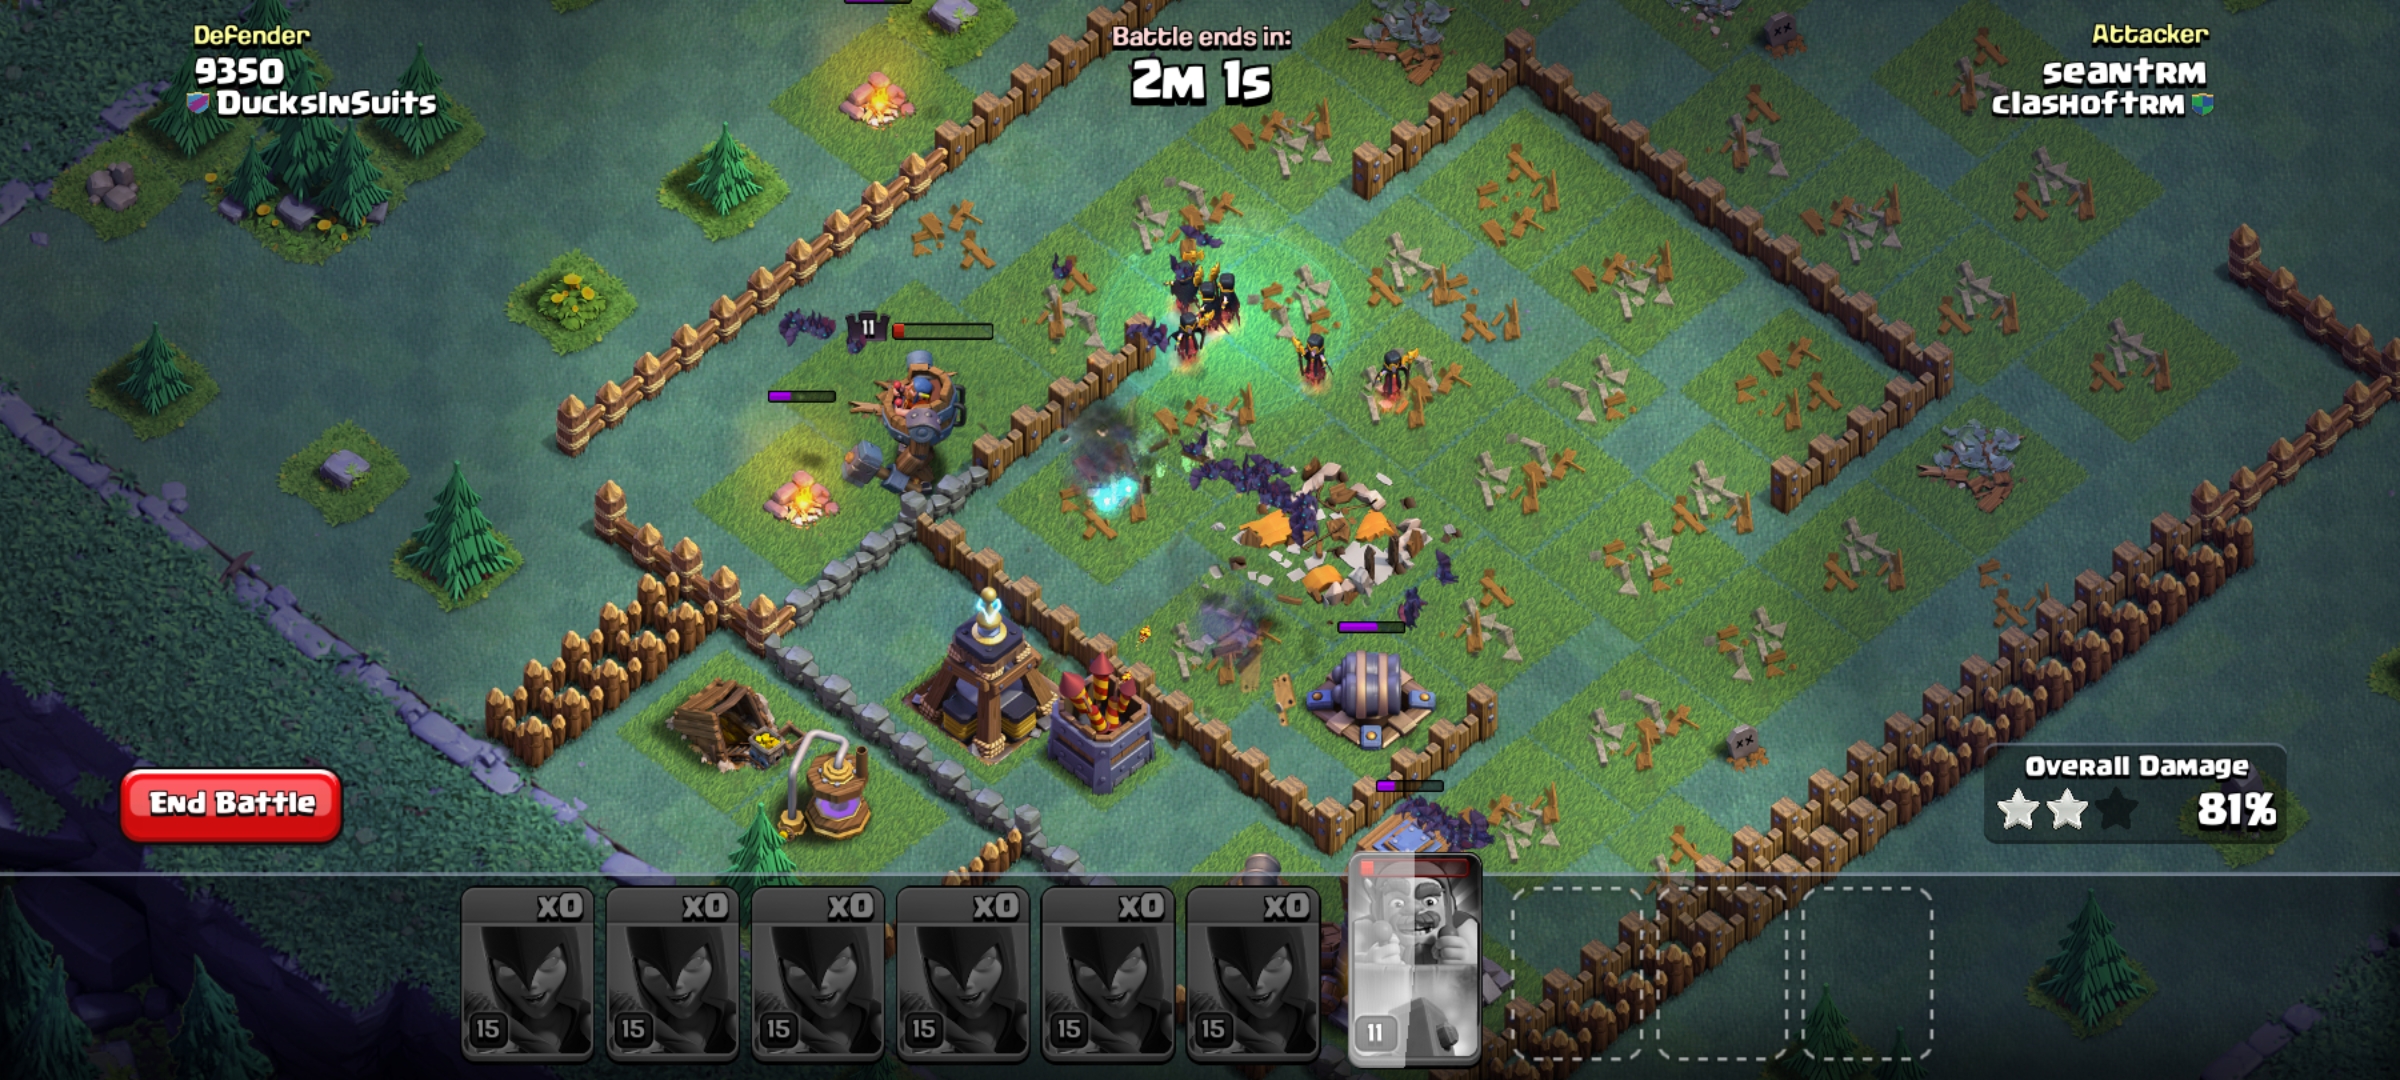 Defender
9350
DucksInSuits
Battle ends in:
2M 1s
Attacker
seantRM
clashoftRM
11
End Battle
Overall Damage
81%
x0
x0
x0
x0
x0
x0
15
15
15
15
15
15
11